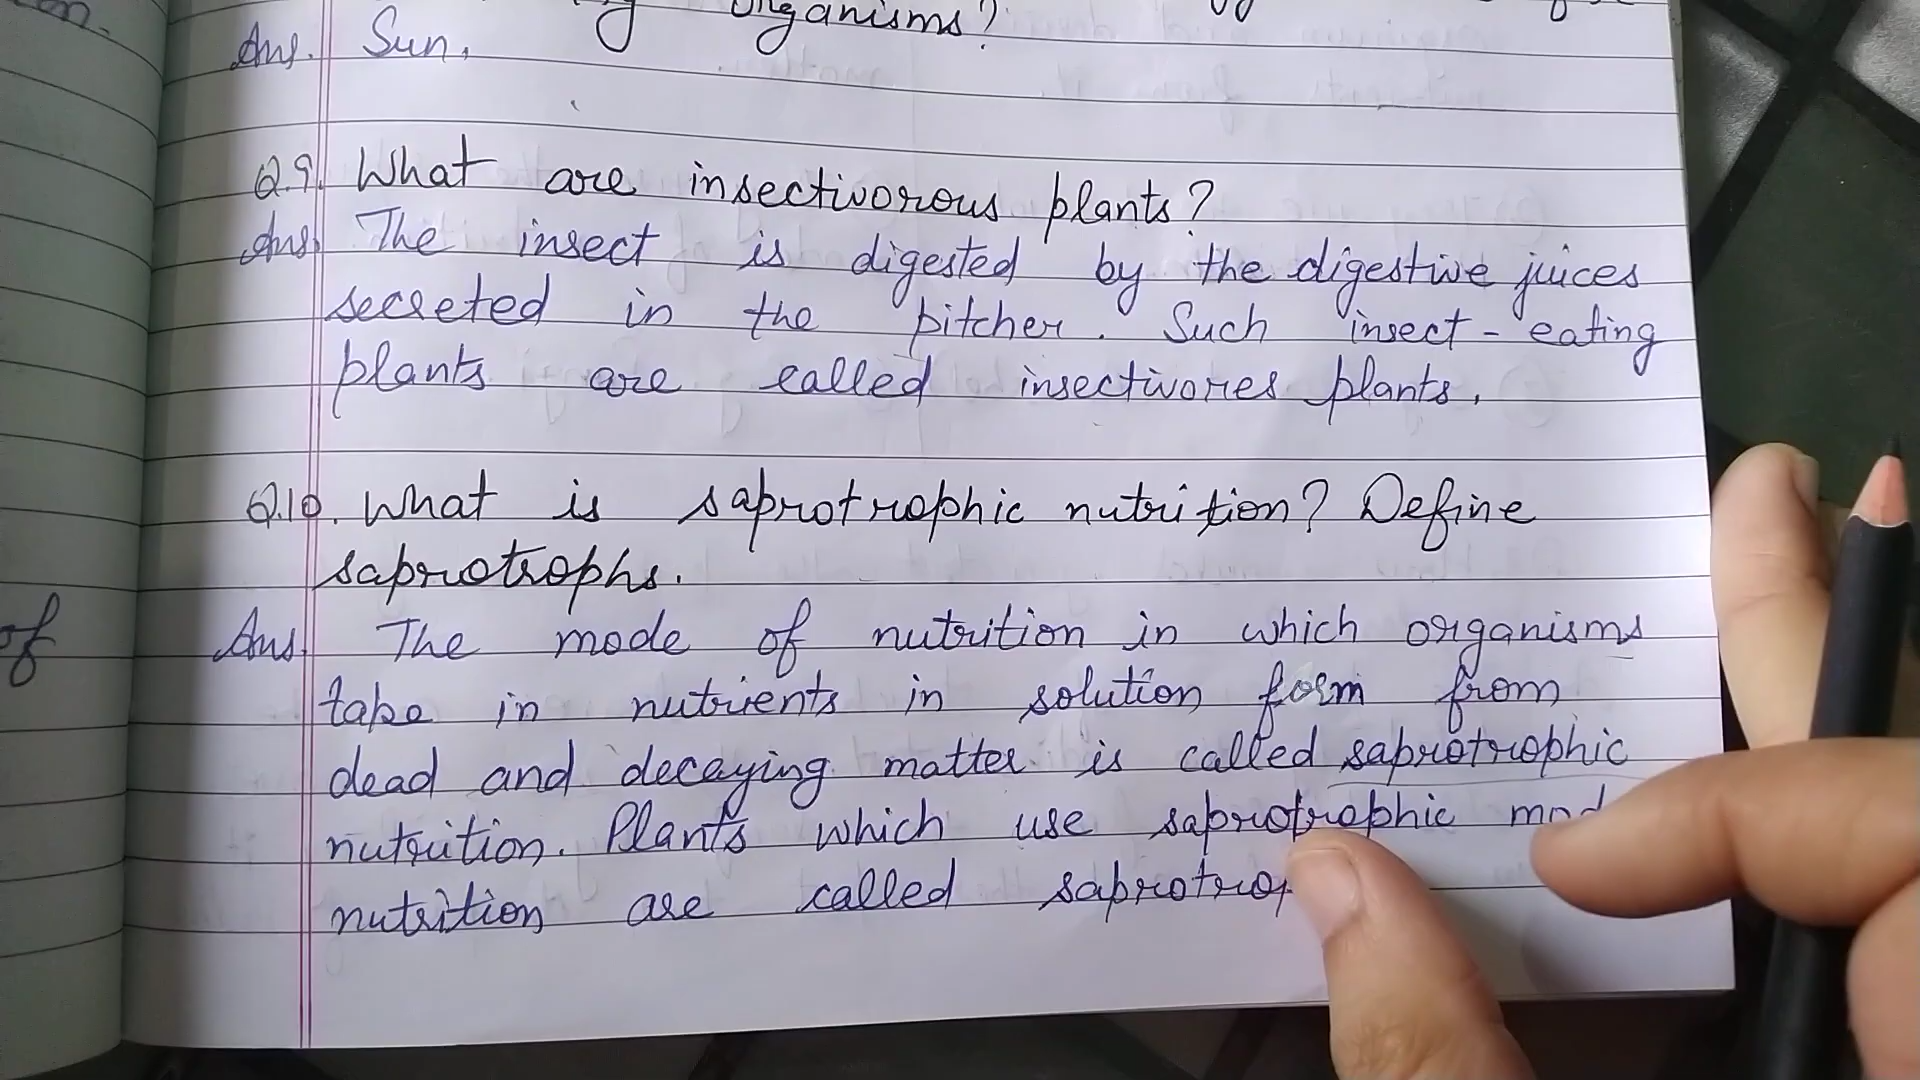 organisms?
Ans. Sun.
Q.9. What are insectivorous plants?
Ans. The insect is digested by the digestive juices
secreted in the pitcher. Such insect-eating
plants are called insectivores plants.
Q.10. What is saprotrophic nutrition? Define
saprotrophs.
of
Ans. The mode of nutrition in which organisms
take in nutrients in solution form from
dead and decaying matter is called saprotrophic
nutrition. Plants which use saprotrophic
nutrition are called